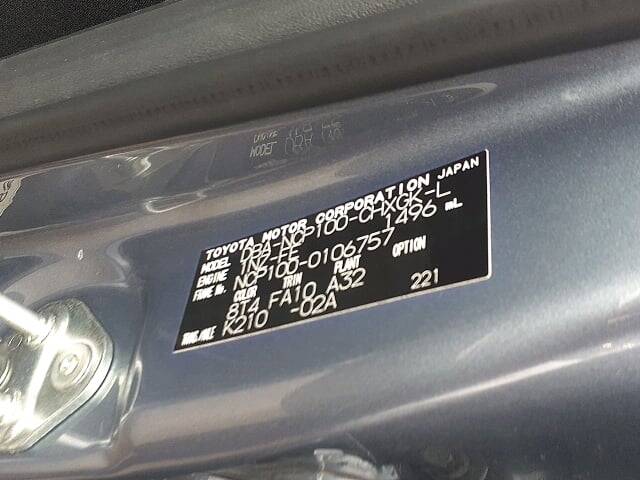 TOYOTA MOTOR CORPORATION JAPAN
MODEL DBA-NCP100-CHXGK-L
ENGINE 1NZ-FE 1496 mL
FRAME No. NCP100-0106757
COLOR TRIM PLANT OPTION
8T4 FA10 A32 221
TRANS./AXLE K210 -02A